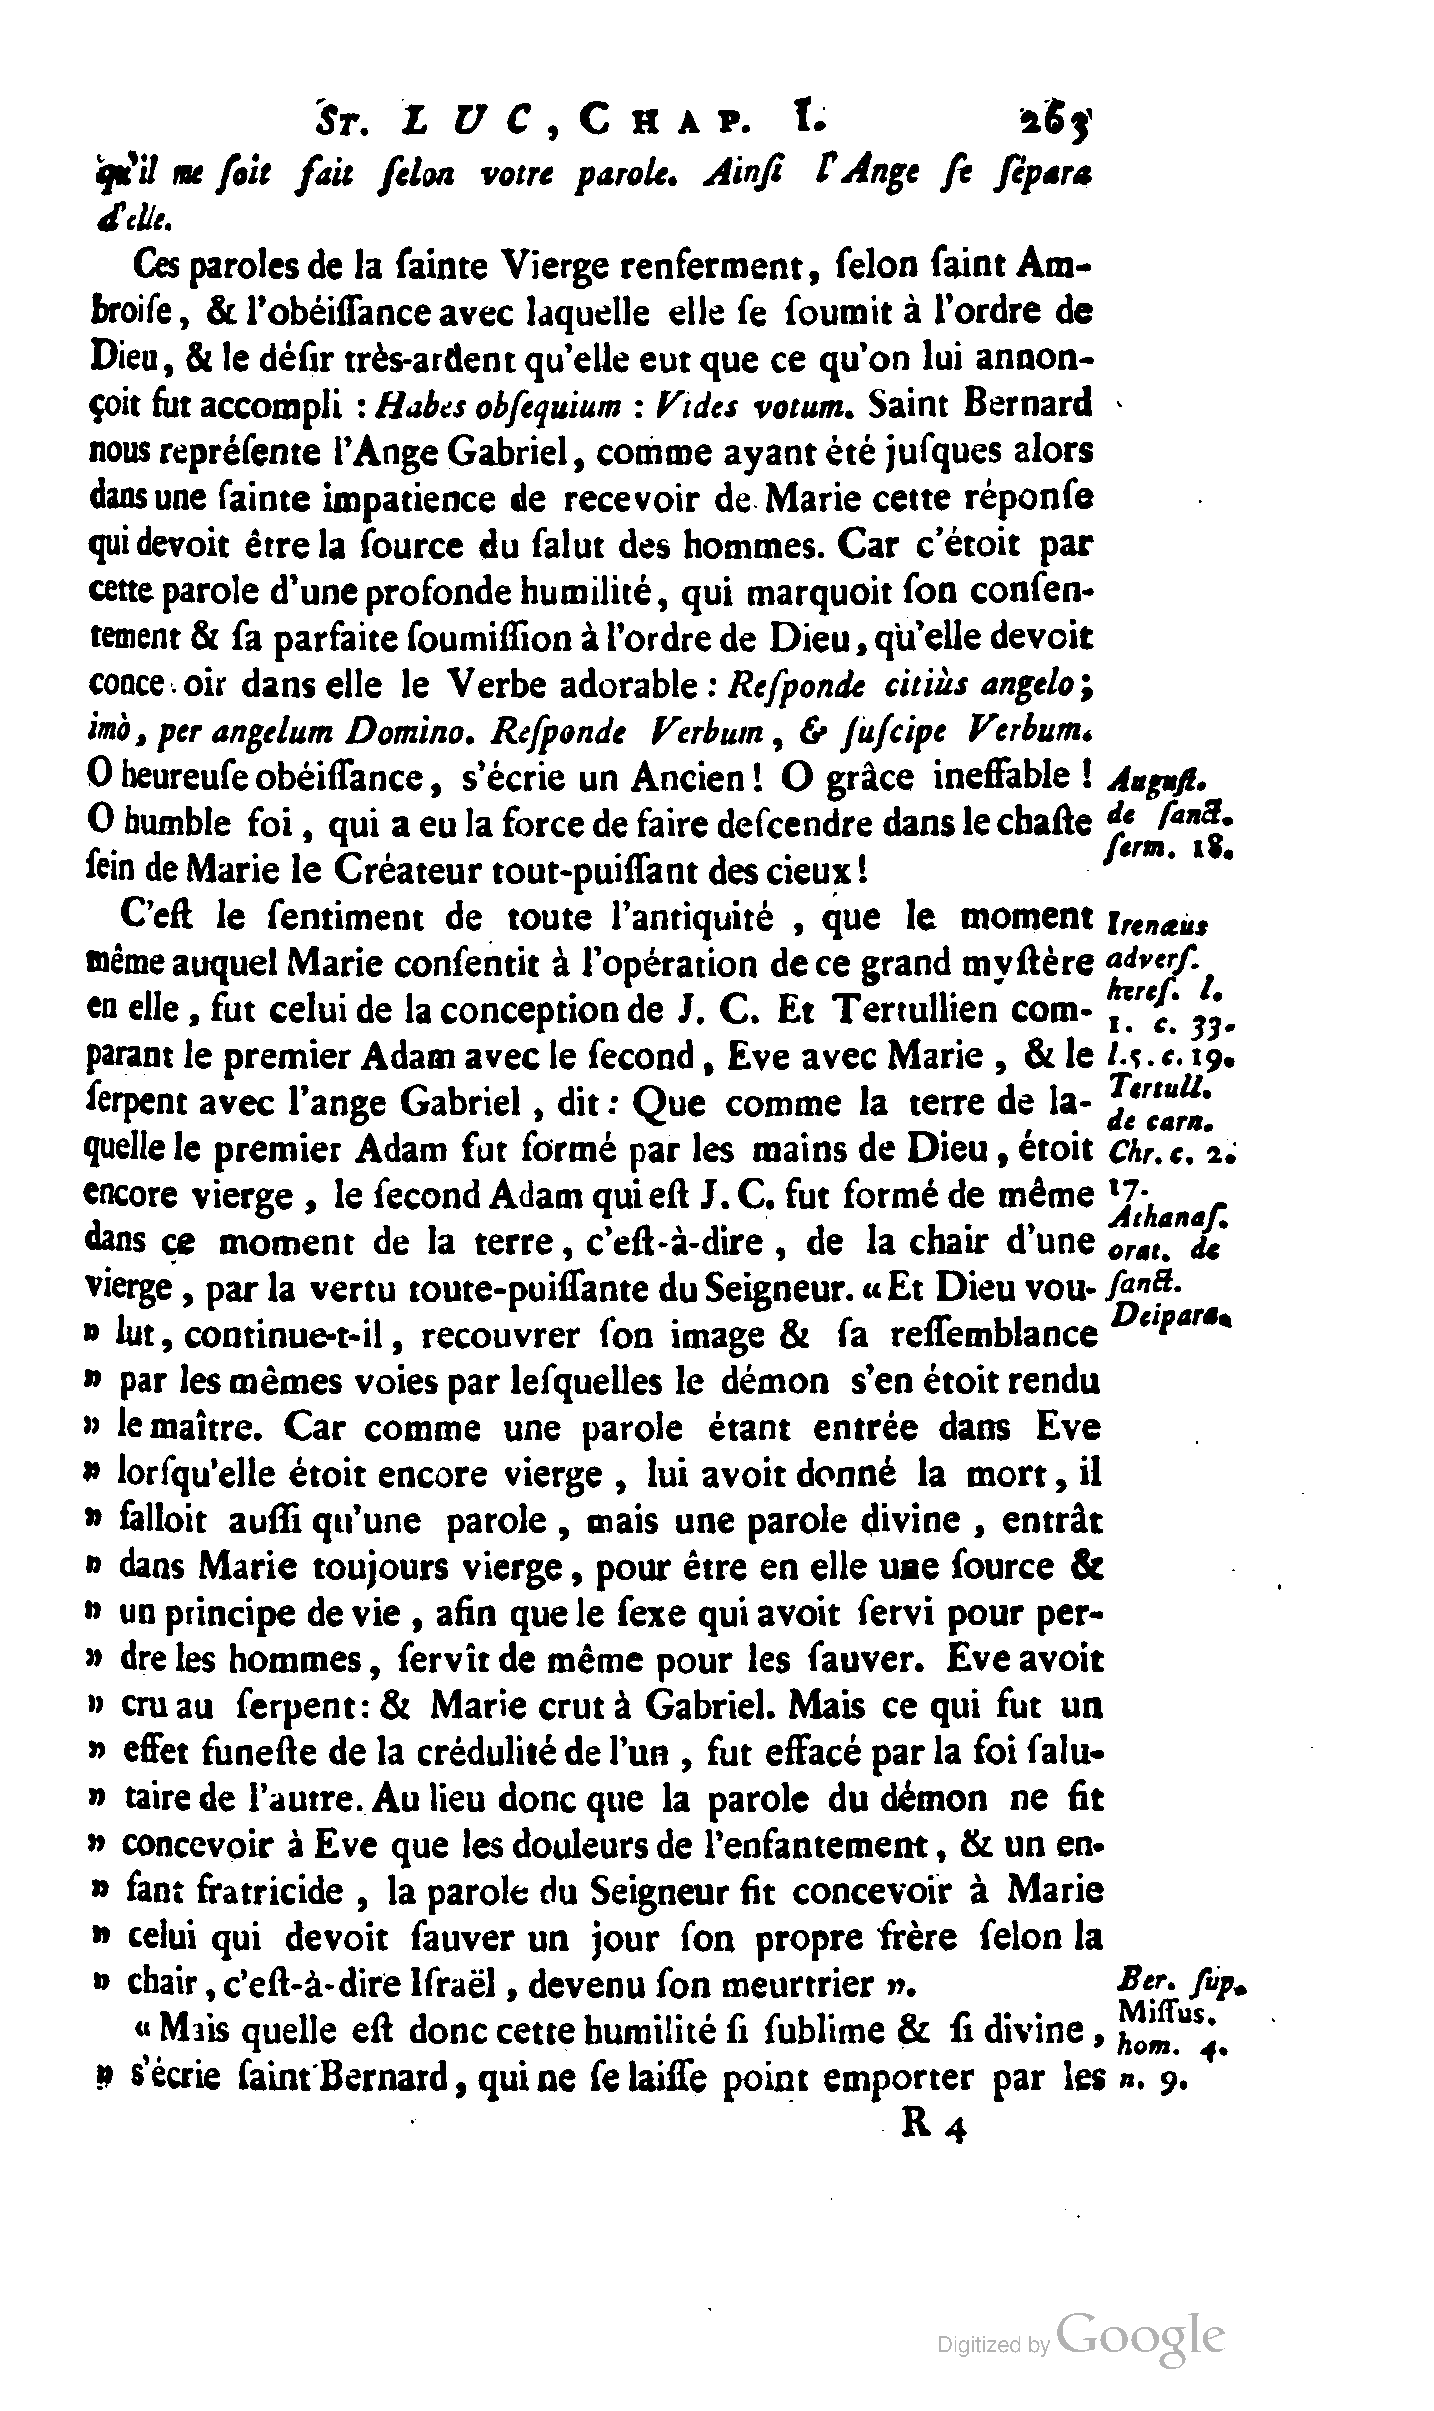 St. LUC, CHAP. I. 263
qu'il me ſoit fait ſelon votre parole. Ainſi l'Ange ſe ſépara
d'elle.
Ces paroles de la ſainte Vierge renferment, ſelon ſaint Am-
broiſe, & l'obéiſſance avec laquelle elle ſe ſoumit à l'ordre de
Dieu, & le déſir très-ardent qu'elle eut que ce qu'on lui annon-
çoit fut accompli : Habes obſequium : Vides votum. Saint Bernard
nous repréſente l'Ange Gabriel, comme ayant été juſques alors
dans une ſainte impatience de recevoir de Marie cette réponſe
qui devoit être la ſource du ſalut des hommes. Car c'étoit par
cette parole d'une profonde humilité, qui marquoit ſon conſen-
tement & ſa parfaite ſoumiſſion à l'ordre de Dieu, qu'elle devoit
concevoir dans elle le Verbe adorable : Reſponde citiùs angelo ;
imò, per angelum Domino. Reſponde Verbum, & ſuſcipe Verbum.
O heureuſe obéiſſance, s'écrie un Ancien ! O grâce ineffable !
O humble foi, qui a eu la force de faire deſcendre dans le chaſte
ſein de Marie le Créateur tout-puiſſant des cieux !
Auguſt.
de ſanct.
ſerm. 18.
C'eſt le ſentiment de toute l'antiquité, que le moment
même auquel Marie conſentit à l'opération de ce grand myſtère
en elle, fut celui de la conception de J. C. Et Tertullien com-
parant le premier Adam avec le ſecond, Eve avec Marie, & le
ſerpent avec l'ange Gabriel, dit : Que comme la terre de la-
quelle le premier Adam fut formé par les mains de Dieu, étoit
encore vierge, le ſecond Adam qui eſt J. C. fut formé de même
dans ce moment de la terre, c'eſt-à-dire, de la chair d'une
vierge, par la vertu toute-puiſſante du Seigneur. « Et Dieu vou-
» lut, continue-t-il, recouvrer ſon image & ſa reſſemblance
Irenæus
adverſ.
hæreſ. l.
1. c. 33.
l. 5. c. 19.
Tertull.
de carn.
Chr. c. 2.
17.
Athanaſ.
orat. de
ſanct.
Deipara.
» par les mêmes voies par leſquelles le démon s'en étoit rendu
» le maître. Car comme une parole étant entrée dans Eve
» lorſqu'elle étoit encore vierge, lui avoit donné la mort, il
» falloit auſſi qu'une parole, mais une parole divine, entrât
» dans Marie toujours vierge, pour être en elle une ſource &
» un principe de vie, afin que le ſexe qui avoit ſervi pour per-
» dre les hommes, ſervît de même pour les ſauver. Eve avoit
» cru au ſerpent : & Marie crut à Gabriel. Mais ce qui fut un
» effet funeſte de la crédulité de l'un, fut effacé par la foi ſalu-
» taire de l'autre. Au lieu donc que la parole du démon ne fit
» concevoir à Eve que les douleurs de l'enfantement, & un en-
» fant fratricide, la parole du Seigneur fit concevoir à Marie
» celui qui devoit ſauver un jour ſon propre frère ſelon la
» chair, c'eſt-à-dire Iſraël, devenu ſon meurtrier ».
« Mais quelle eſt donc cette humilité ſi ſublime & ſi divine,
» s'écrie ſaint Bernard, qui ne ſe laiſſe point emporter par les
Ber. ſup.
Miſſus.
hom. 4.
n. 9.
R 4
Digitized by Google